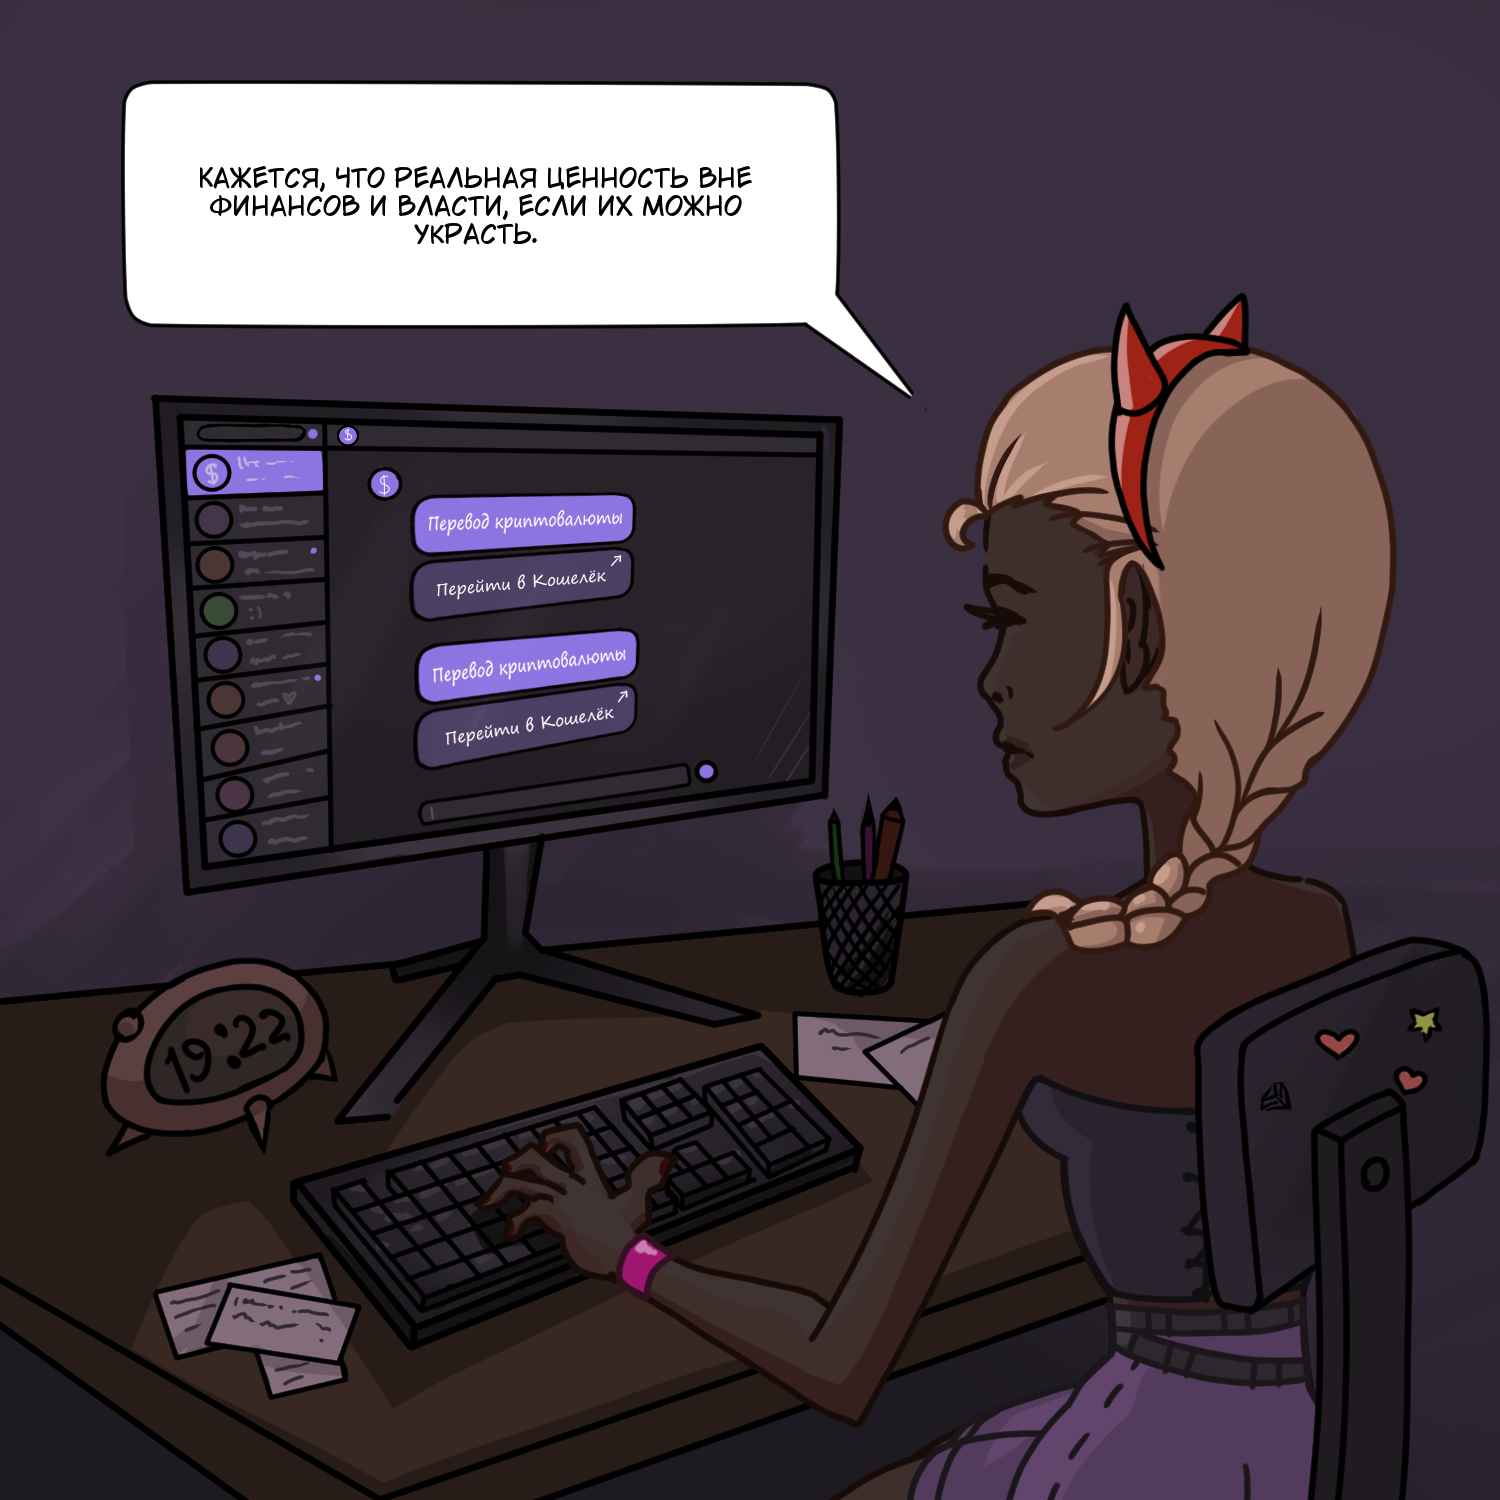 КАЖЕТСЯ, ЧТО РЕАЛЬНАЯ ЦЕННОСТЬ ВНЕ
ФИНАНСОВ И ВЛАСТИ, ЕСЛИ ИХ МОЖНО
УКРАСТЬ.
$
$
$
:)
Перевод криптовалюты
Перейти в Кошелёк
Перевод криптовалюты
Перейти в Кошелёк
19:22